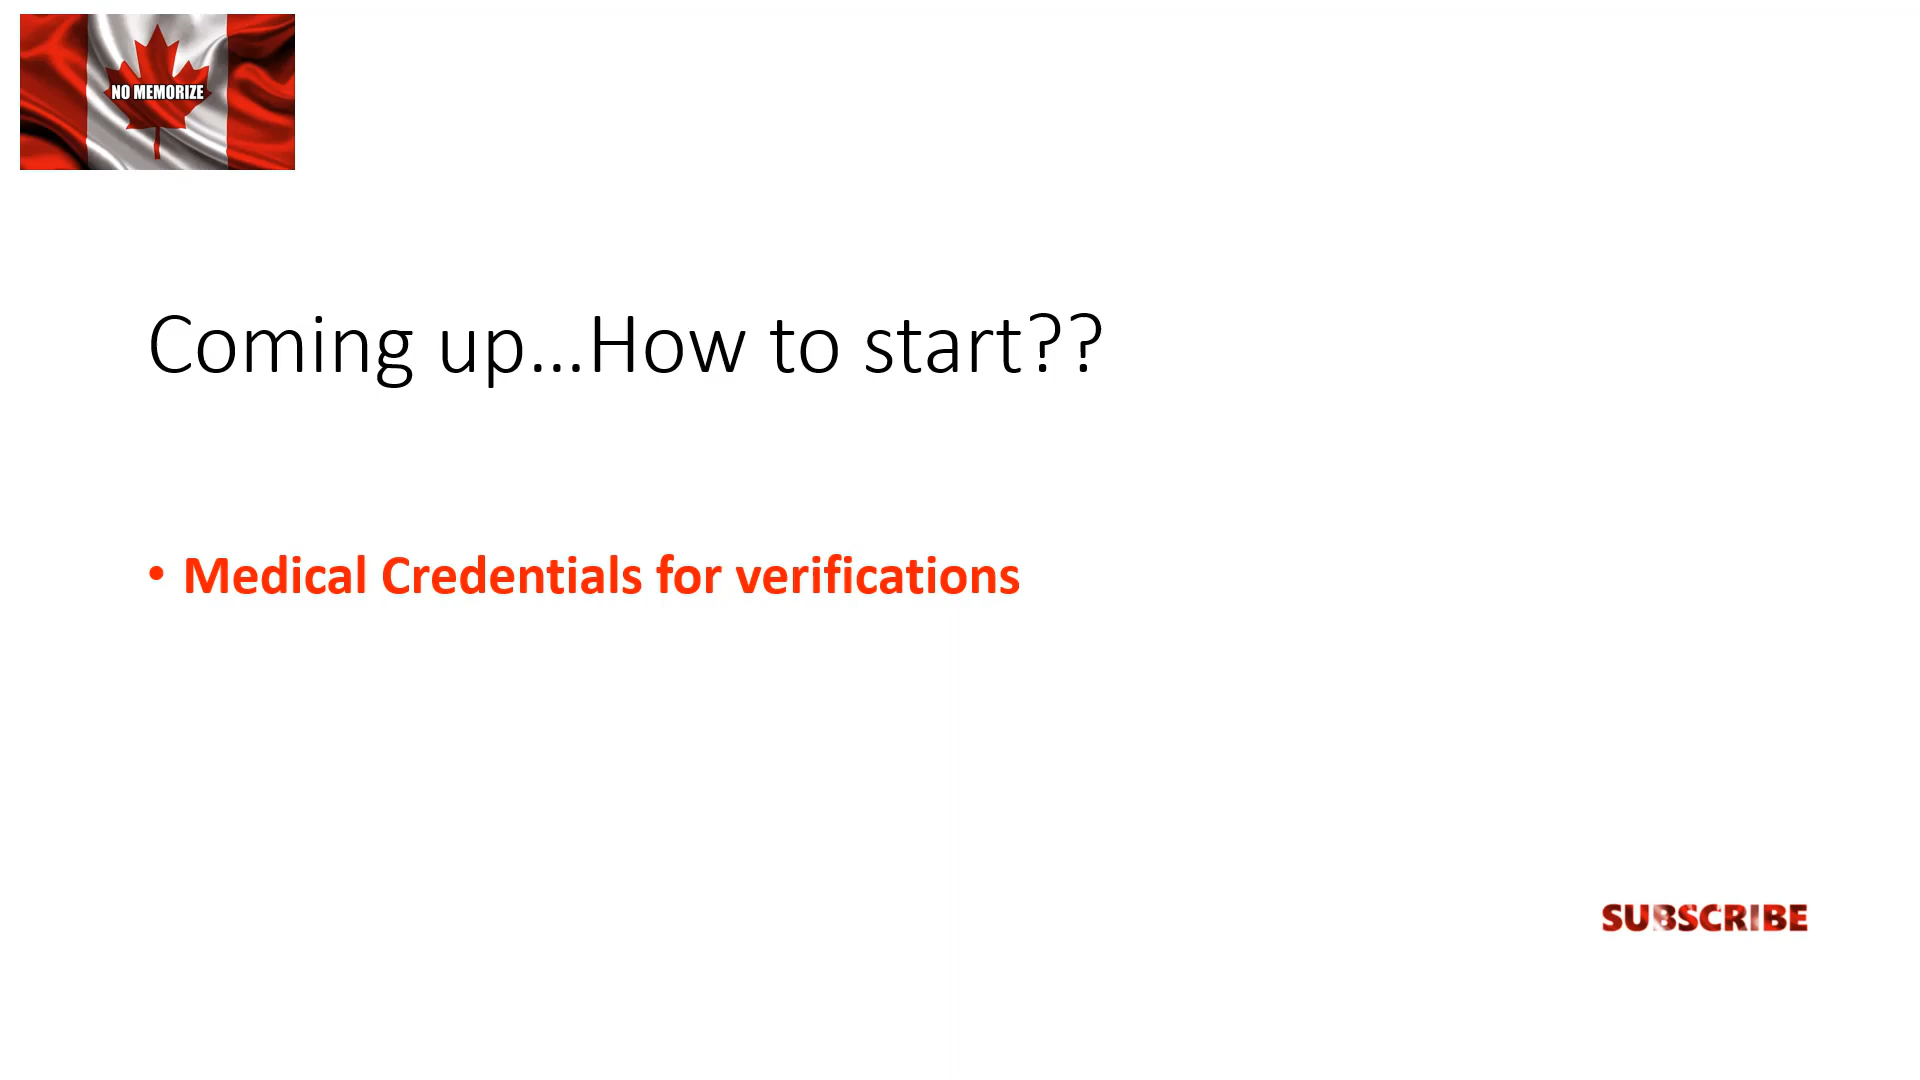 NO MEMORIZE
Coming up...How to start??
• Medical Credentials for verifications
SUBSCRIBE